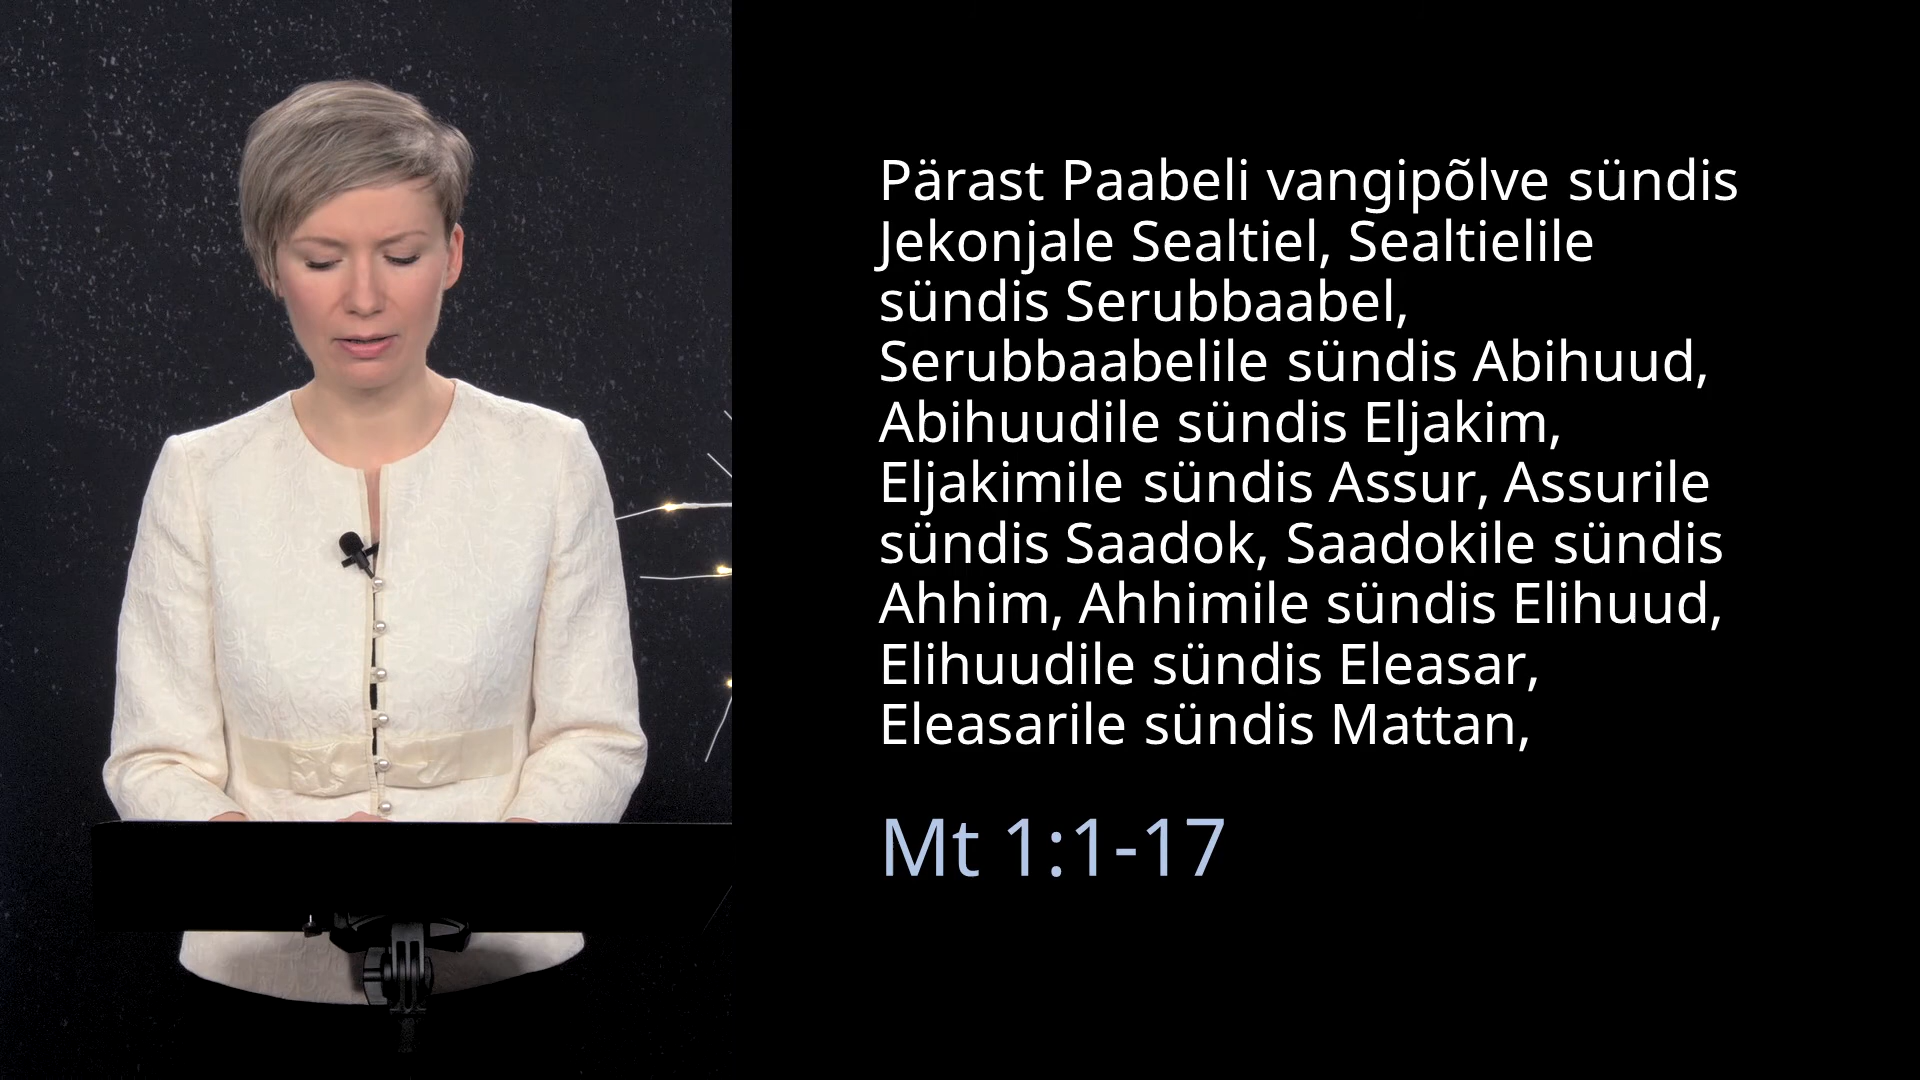 Pärast Paabeli vangipõlve sündis
Jekonjale Sealtiel, Sealtielile
sündis Serubbaabel,
Serubbaabelile sündis Abihuud,
Abihuudile sündis Eljakim,
Eljakimile sündis Assur, Assurile
sündis Saadok, Saadokile sündis
Ahhim, Ahhimile sündis Elihuud,
Elihuudile sündis Eleasar,
Eleasarile sündis Mattan,
Mt 1:1-17